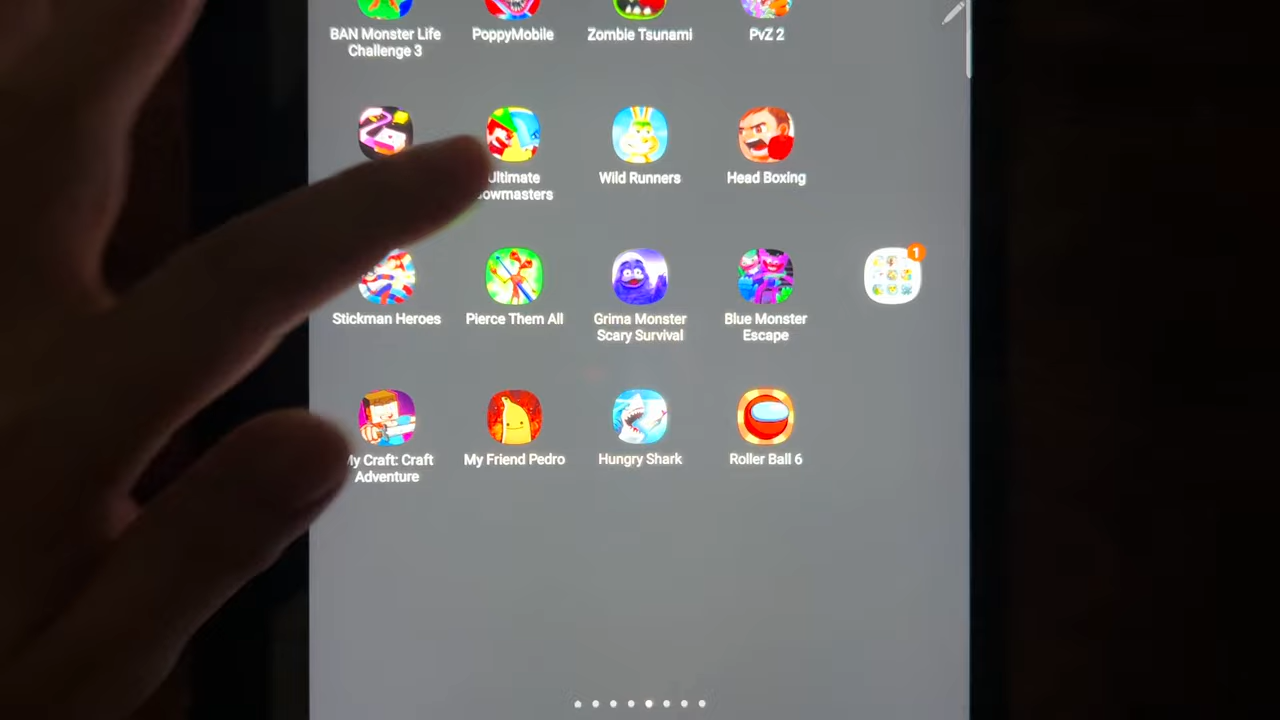 BAN Monster Life
Challenge 3
PoppyMobile
Zombie Tsunami
PvZ 2
Ultimate
Wild Runners
Head Boxing
1
Stickman Heroes
Pierce Them All
Grima Monster
Scary Survival
Blue Monster
Escape
My Craft: Craft
Adventure
My Friend Pedro
Hungry Shark
Roller Ball 6